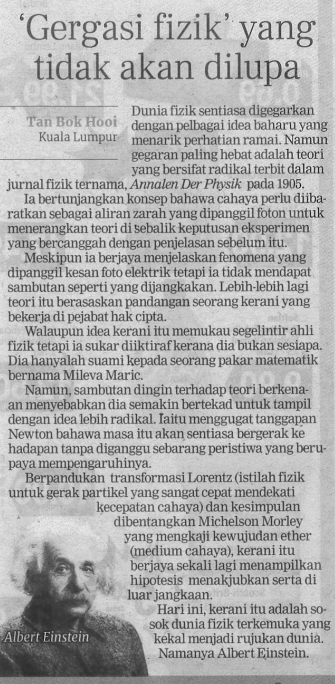 ‘Gergasi fizik’ yang
tidak akan dilupa
Tan Bok Hooi
Kuala Lumpur
Dunia fizik sentiasa digegarkan
dengan pelbagai idea baharu yang
menarik perhatian ramai. Namun
gegaran paling hebat adalah teori
yang bersifat radikal terbit dalam
jurnal fizik ternama, Annalen Der Physik pada 1905.
Ia bertunjangkan konsep bahawa cahaya perlu diiba-
ratkan sebagai aliran zarah yang dipanggil foton untuk
menerangkan teori di sebalik keputusan eksperimen
yang bercanggah dengan penjelasan sebelum itu.
Meskipun ia berjaya menjelaskan fenomena yang
dipanggil kesan foto elektrik tetapi ia tidak mendapat
sambutan seperti yang dijangkakan. Lebih-lebih lagi
teori itu berasaskan pandangan seorang kerani yang
bekerja di pejabat hak cipta.
Walaupun idea kerani itu memukau segelintir ahli
fizik tetapi ia sukar diiktiraf kerana dia bukan sesiapa.
Dia hanyalah suami kepada seorang pakar matematik
bernama Mileva Maric.
Namun, sambutan dingin terhadap teori berkena-
an menyebabkan dia semakin bertekad untuk tampil
dengan idea lebih radikal. Iaitu menggugat tanggapan
Newton bahawa masa itu akan sentiasa bergerak ke
hadapan tanpa diganggu sebarang peristiwa yang beru-
paya mempengaruhinya.
Berpandukan transformasi Lorentz (istilah fizik
untuk gerak partikel yang sangat cepat mendekati
kecepatan cahaya) dan kesimpulan
dibentangkan Michelson Morley
yang mengkaji kewujudan ether
(medium cahaya), kerani itu
berjaya sekali lagi menampilkan
hipotesis menakjubkan serta di
luar jangkaan.
Hari ini, kerani itu adalah so-
sok dunia fizik terkemuka yang
kekal menjadi rujukan dunia.
Namanya Albert Einstein.
Albert Einstein